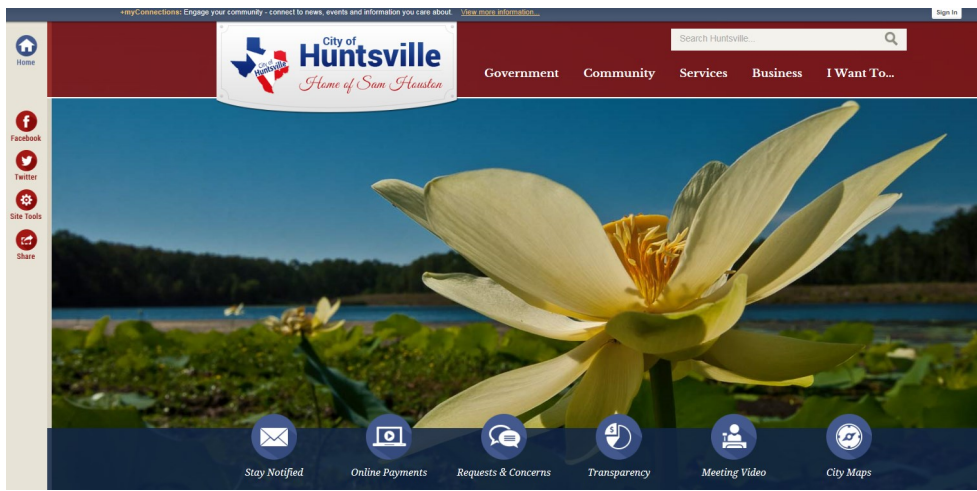 +myConnections: Engage your community - connect to news, events and information you care about. View more information...
Sign In
Home
City of
Huntsville
Home of Sam Houston
City of
Huntsville
Search Huntsville...
Government Community Services Business I Want To...
Facebook
Twitter
Site Tools
Share
Stay Notified Online Payments Requests & Concerns Transparency Meeting Video City Maps